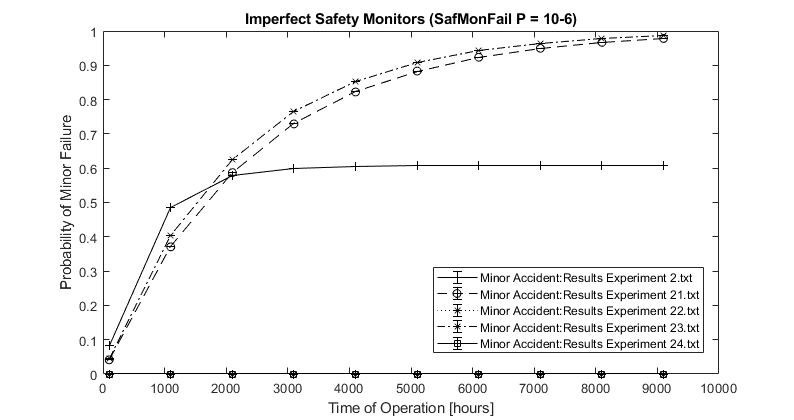 Imperfect Safety Monitors (SafMonFail P = 10-6)
1
0.9
0.8
0.7
0.6
0.5
0.4
0.3
0.2
0.1
0
Probability of Minor Failure
Minor Accident:Results Experiment 2.txt
Minor Accident:Results Experiment 21.txt
Minor Accident:Results Experiment 22.txt
Minor Accident:Results Experiment 23.txt
Minor Accident:Results Experiment 24.txt
0 1000 2000 3000 4000 5000 6000 7000 8000 9000 10000
Time of Operation [hours]